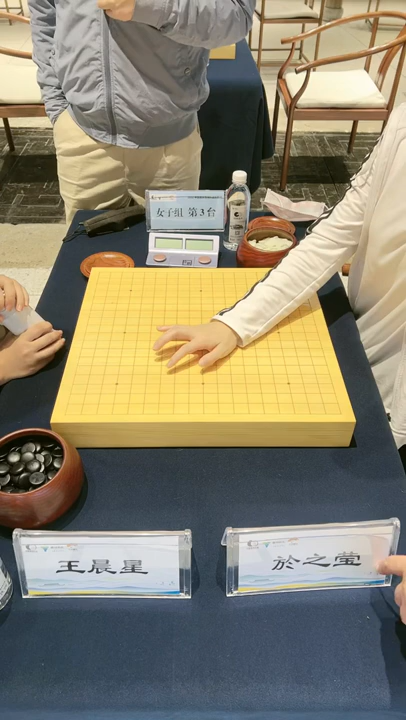 女子组 第3台
王晨星
於之莹